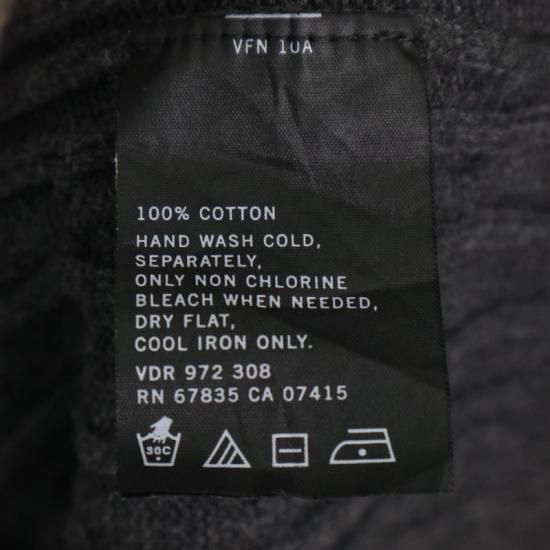 VFN 10A
100% COTTON
HAND WASH COLD,
SEPARATELY,
ONLY NON CHLORINE
BLEACH WHEN NEEDED,
DRY FLAT,
COOL IRON ONLY.
VDR 972 308
RN 67835 CA 07415
30C